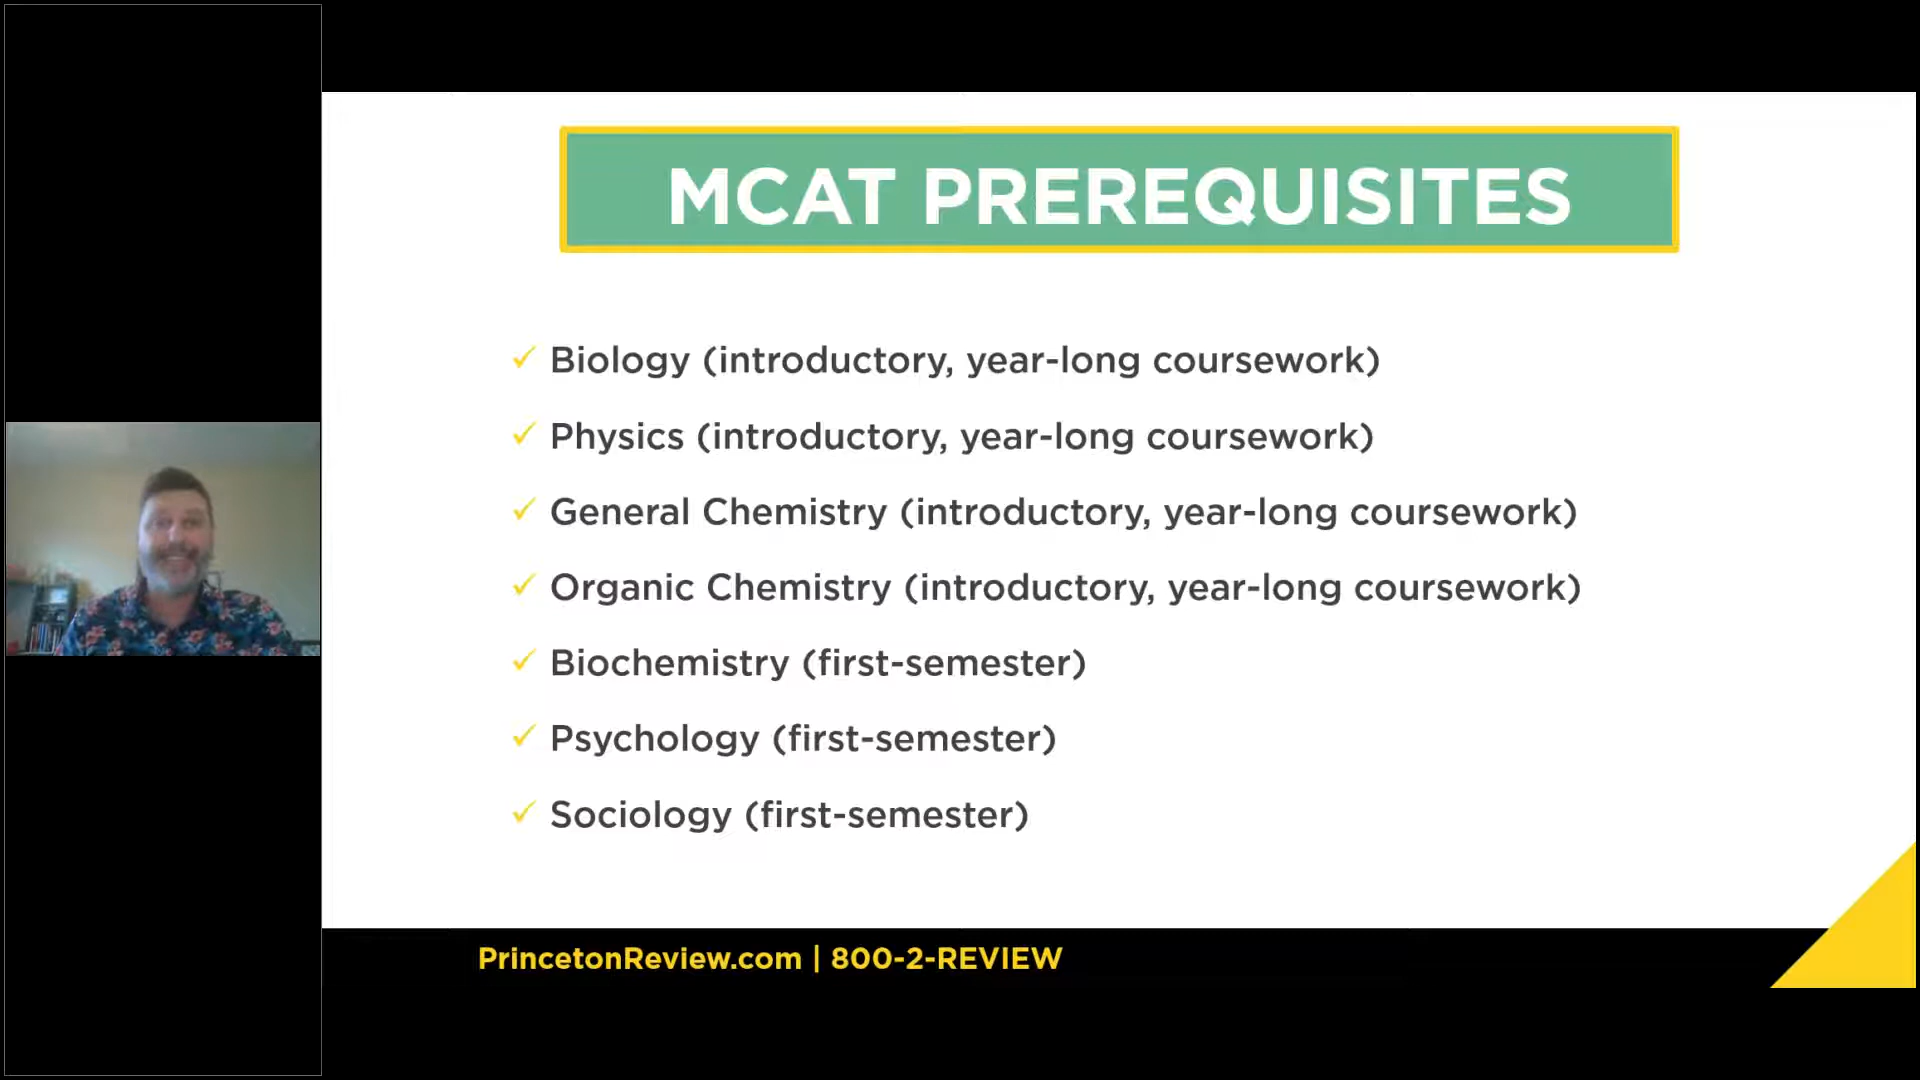 MCAT PREREQUISITES
✓ Biology (introductory, year-long coursework)
✓ Physics (introductory, year-long coursework)
✓ General Chemistry (introductory, year-long coursework)
✓ Organic Chemistry (introductory, year-long coursework)
✓ Biochemistry (first-semester)
✓ Psychology (first-semester)
✓ Sociology (first-semester)
PrincetonReview.com | 800-2-REVIEW